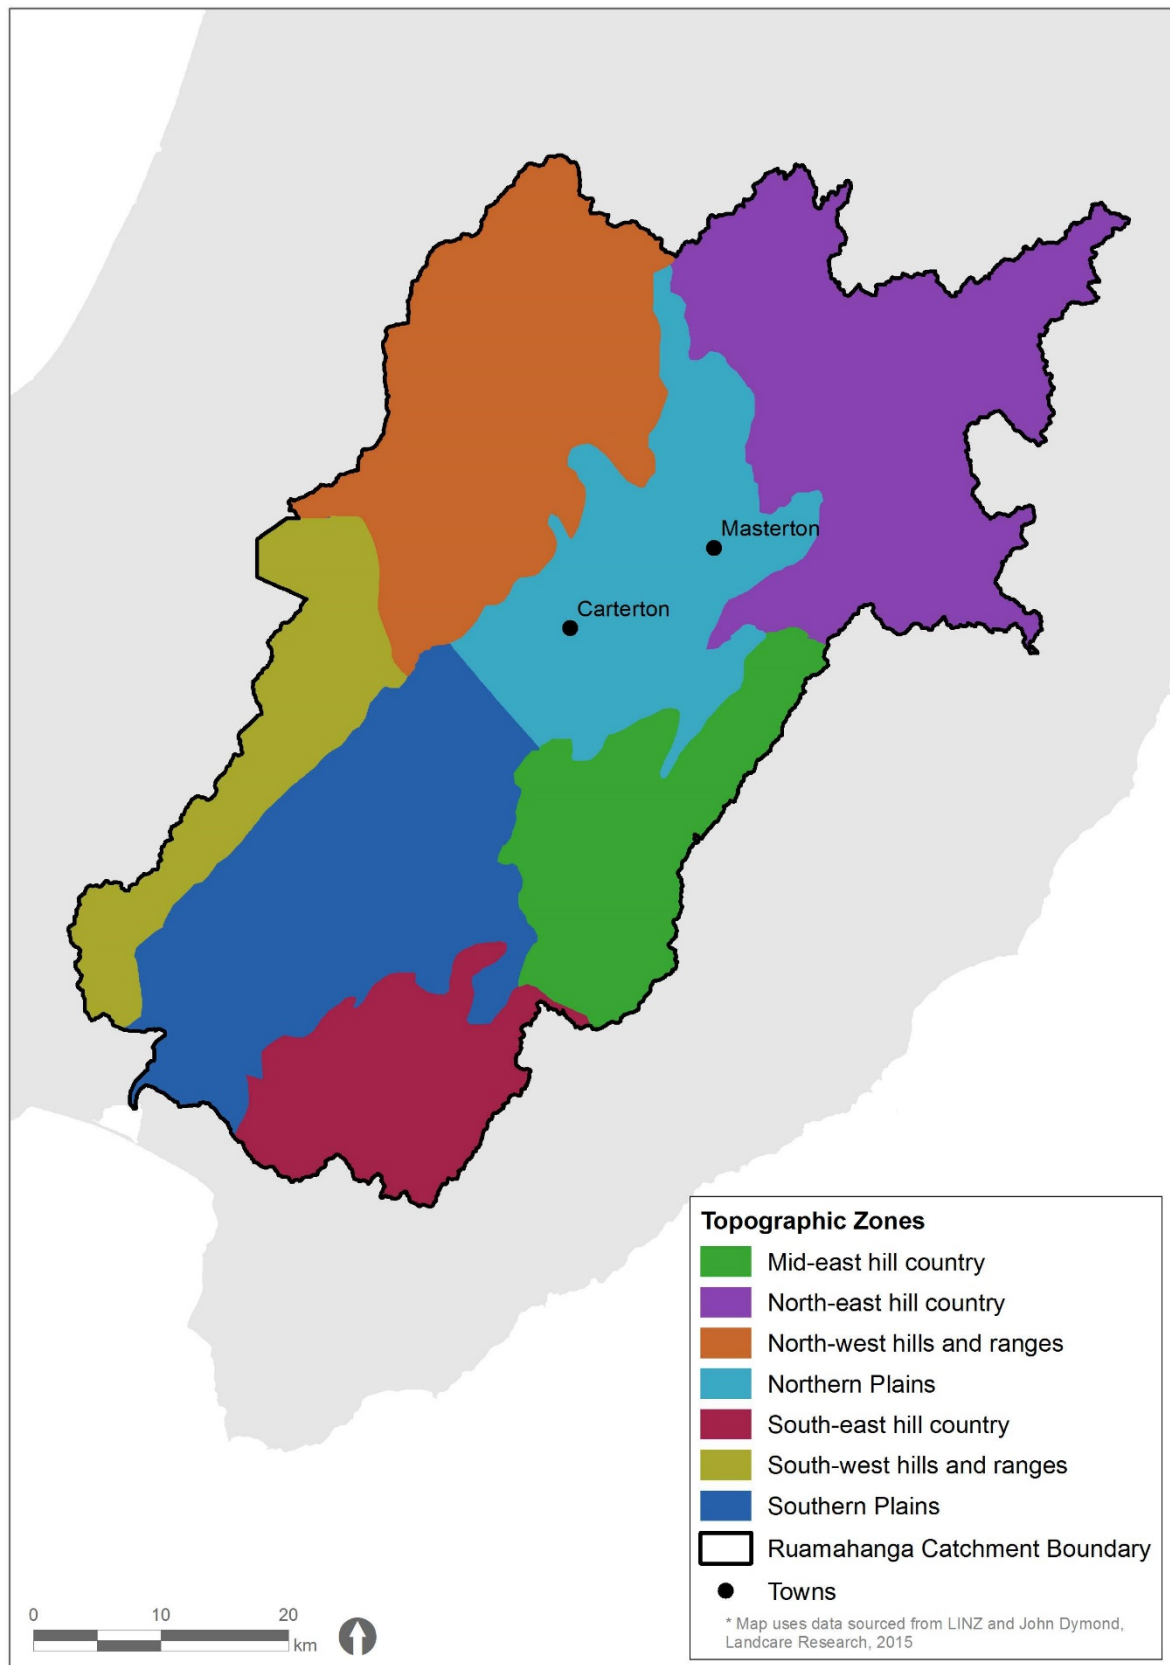 Masterton
Carterton
Topographic Zones
Mid-east hill country
North-east hill country
North-west hills and ranges
Northern Plains
South-east hill country
South-west hills and ranges
Southern Plains
Ruamahanga Catchment Boundary
Towns
* Map uses data sourced from LINZ and John Dymond,
Landcare Research, 2015
0 10 20
km